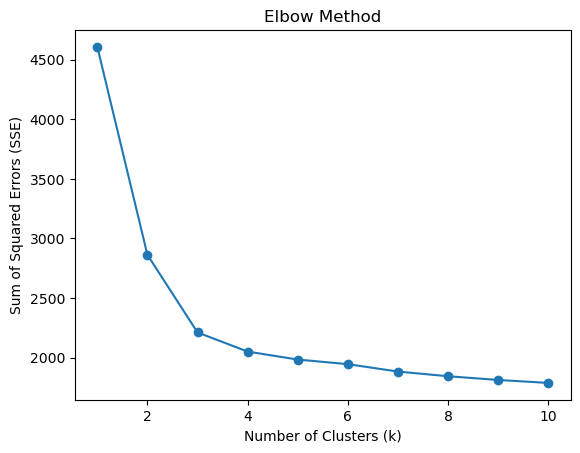 Elbow Method
Sum of Squared Errors (SSE)
4500
4000
3500
3000
2500
2000
2 4 6 8 10
Number of Clusters (k)